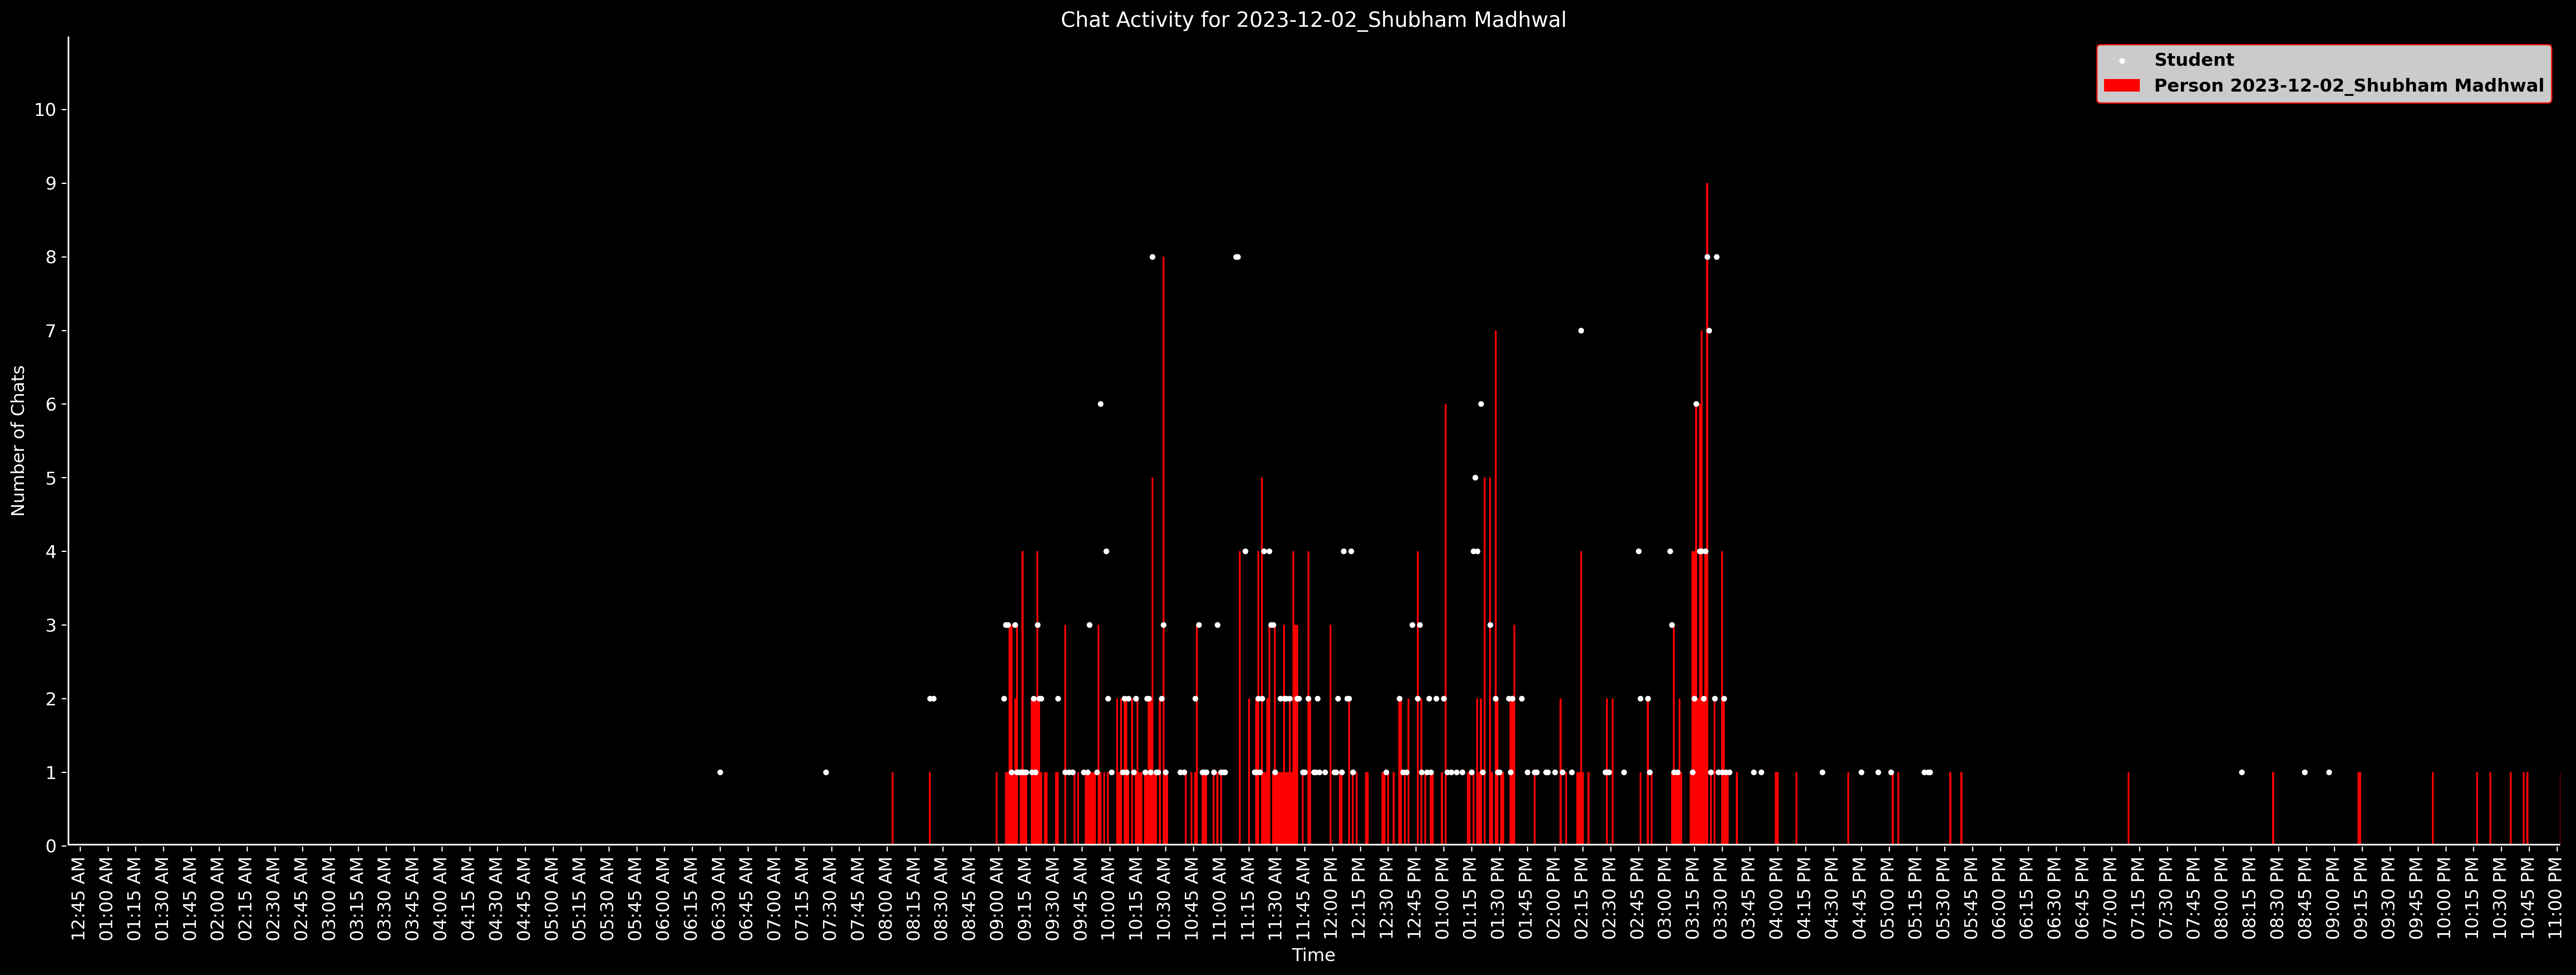 Chat Activity for 2023-12-02_Shubham Madhwal
Student
Person 2023-12-02_Shubham Madhwal
Number of Chats
10
9
8
7
6
5
4
3
2
1
0
12:45 AM
01:00 AM
01:15 AM
01:30 AM
01:45 AM
02:00 AM
02:15 AM
02:30 AM
02:45 AM
03:00 AM
03:15 AM
03:30 AM
03:45 AM
04:00 AM
04:15 AM
04:30 AM
04:45 AM
05:00 AM
05:15 AM
05:30 AM
05:45 AM
06:00 AM
06:15 AM
06:30 AM
06:45 AM
07:00 AM
07:15 AM
07:30 AM
07:45 AM
08:00 AM
08:15 AM
08:30 AM
08:45 AM
09:00 AM
09:15 AM
09:30 AM
09:45 AM
10:00 AM
10:15 AM
10:30 AM
10:45 AM
11:00 AM
11:15 AM
11:30 AM
11:45 AM
12:00 PM
12:15 PM
12:30 PM
12:45 PM
01:00 PM
01:15 PM
01:30 PM
01:45 PM
02:00 PM
02:15 PM
02:30 PM
02:45 PM
03:00 PM
03:15 PM
03:30 PM
03:45 PM
04:00 PM
04:15 PM
04:30 PM
04:45 PM
05:00 PM
05:15 PM
05:30 PM
05:45 PM
06:00 PM
06:15 PM
06:30 PM
06:45 PM
07:00 PM
07:15 PM
07:30 PM
07:45 PM
08:00 PM
08:15 PM
08:30 PM
08:45 PM
09:00 PM
09:15 PM
09:30 PM
09:45 PM
10:00 PM
10:15 PM
10:30 PM
10:45 PM
11:00 PM
Time